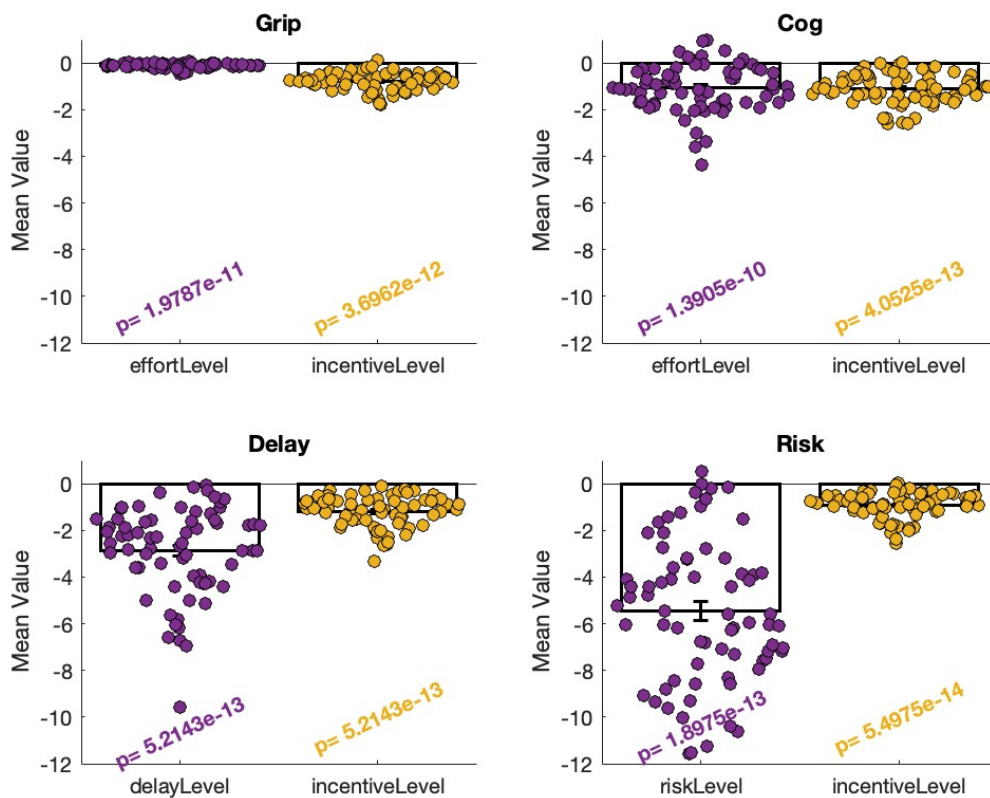 Grip
0
-2
-4
-6
-8
-10
-12
Mean Value
p= 1.9787e-11
p= 3.6962e-12
effortLevel
incentiveLevel
Cog
0
-2
-4
-6
-8
-10
-12
Mean Value
p= 1.3905e-10
p= 4.0525e-13
effortLevel
incentiveLevel
Delay
0
-2
-4
-6
-8
-10
-12
Mean Value
p= 5.2143e-13
p= 5.2143e-13
delayLevel
incentiveLevel
Risk
0
-2
-4
-6
-8
-10
-12
Mean Value
p= 1.8975e-13
p= 5.4975e-14
riskLevel
incentiveLevel